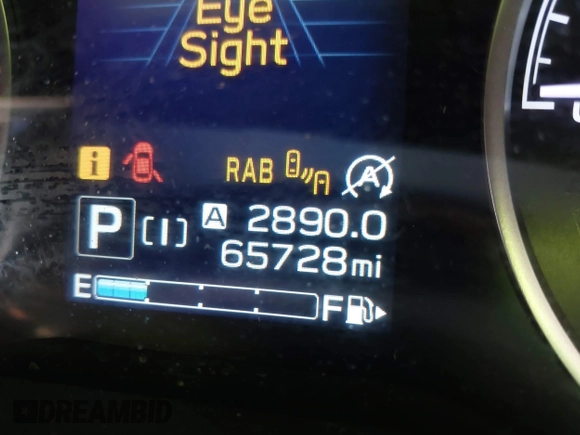 Eye
Sight
i
RAB A
P [I] A 2890.0
65728mi
E F
DREAMBID